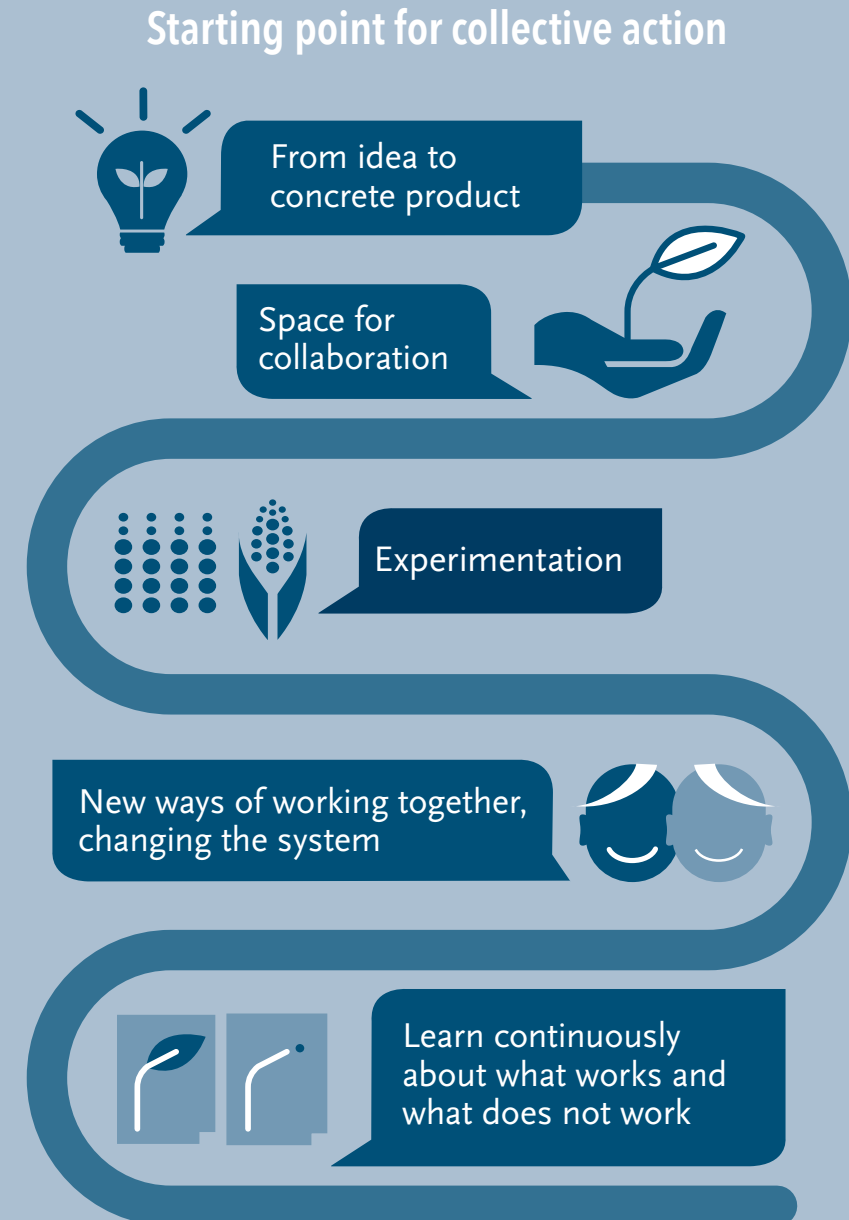 Starting point for collective action
From idea to
concrete product
Space for
collaboration
Experimentation
New ways of working together,
changing the system
Learn continuously
about what works and
what does not work